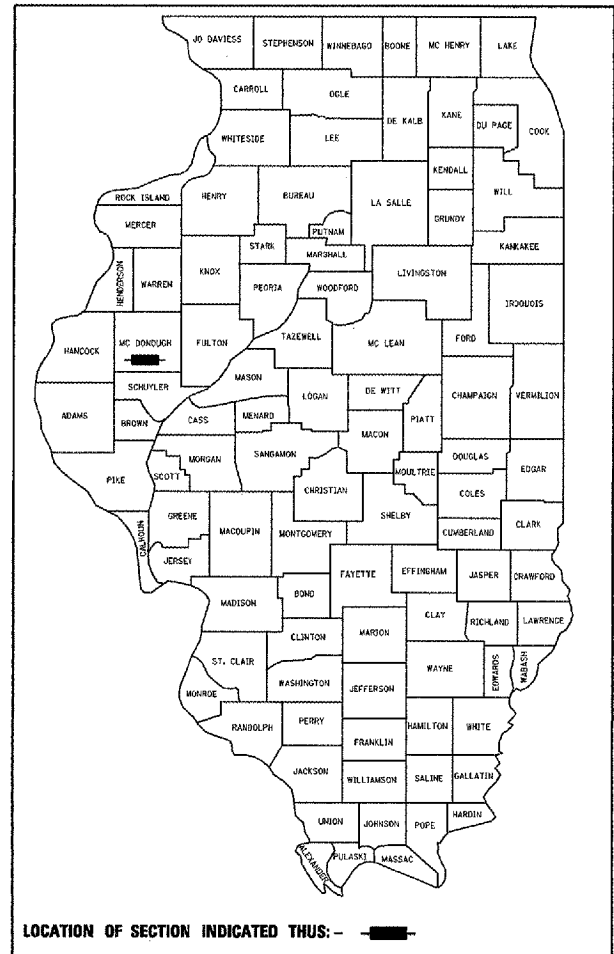 JO DAVIESS
STEPHENSON
WINNEBAGO
BOONE
MC HENRY
LAKE
CARROLL
OGLE
DE KALB
KANE
DU PAGE
COOK
WHITESIDE
LEE
KENDALL
WILL
ROCK ISLAND
HENRY
BUREAU
LA SALLE
GRUNDY
MERCER
PUTNAM
STARK
MARSHALL
KANKAKEE
HENDERSON
WARREN
KNOX
PEORIA
WOODFORD
LIVINGSTON
IROQUOIS
HANCOCK
MC DONOUGH
FULTON
TAZEWELL
MC LEAN
FORD
SCHUYLER
MASON
LOGAN
DE WITT
CHAMPAIGN
VERMILION
ADAMS
BROWN
CASS
MENARD
PIATT
MACON
PIKE
SCOTT
MORGAN
SANGAMON
CHRISTIAN
MOULTRIE
DOUGLAS
EDGAR
COLES
CALHOUN
GREENE
MACOUPIN
MONTGOMERY
SHELBY
CUMBERLAND
CLARK
JERSEY
FAYETTE
EFFINGHAM
JASPER
CRAWFORD
MADISON
BOND
CLAY
RICHLAND
LAWRENCE
CLINTON
MARION
ST. CLAIR
WAYNE
EDWARDS
WABASH
WASHINGTON
JEFFERSON
MONROE
RANDOLPH
PERRY
HAMILTON
WHITE
FRANKLIN
JACKSON
WILLIAMSON
SALINE
GALLATIN
UNION
JOHNSON
POPE
HARDIN
ALEXANDER
PULASKI
MASSAC
LOCATION OF SECTION INDICATED THUS: -